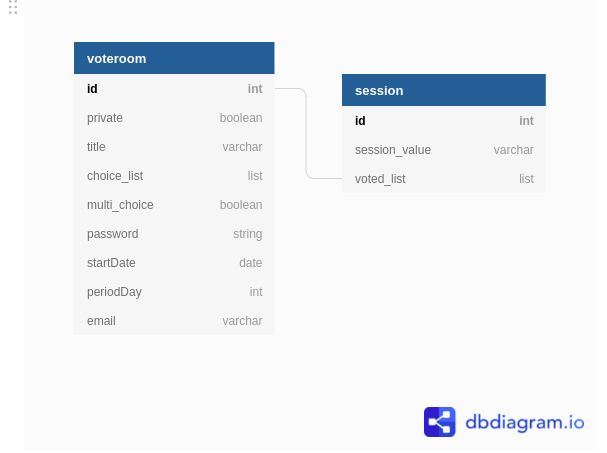 voteroom
id int
private boolean
title varchar
choice_list list
multi_choice boolean
password string
startDate date
periodDay int
email varchar
session
id int
session_value varchar
voted_list list
dbdiagram.io